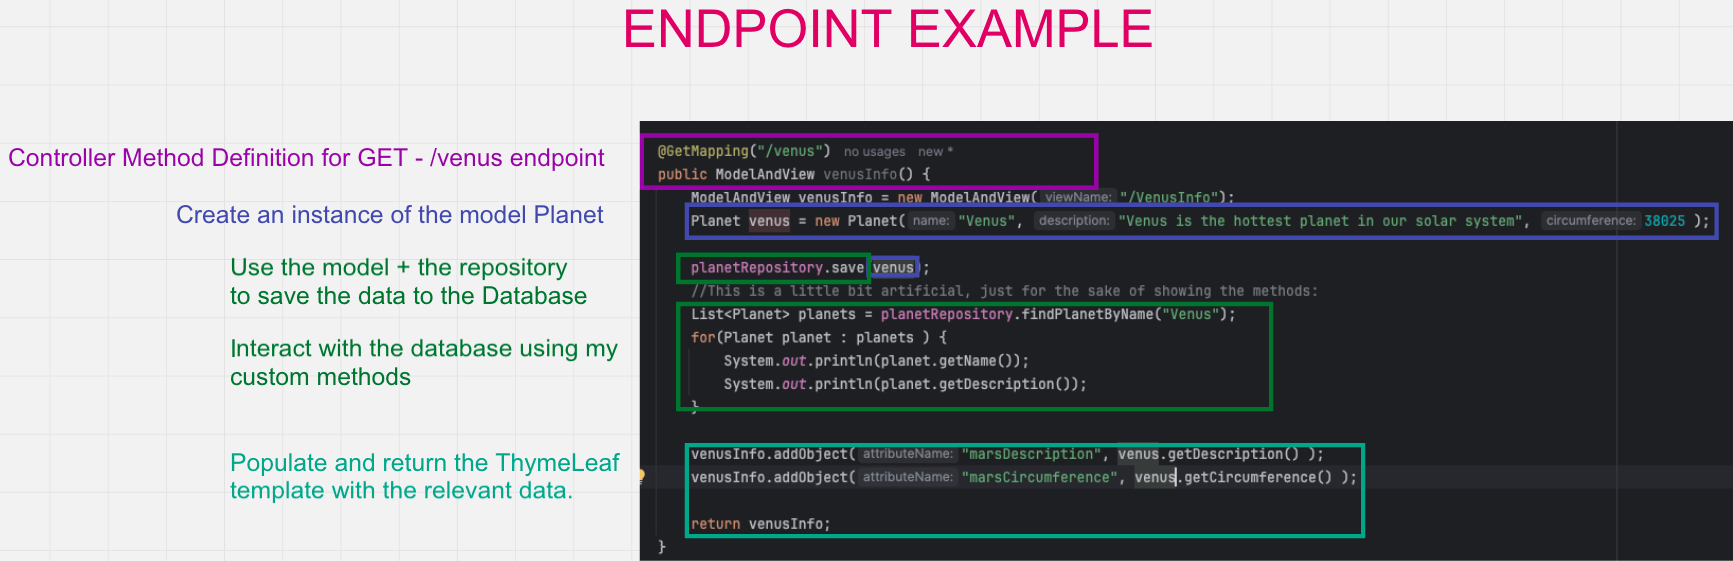 ENDPOINT EXAMPLE
Controller Method Definition for GET - /venus endpoint
Create an instance of the model Planet
Use the model + the repository
to save the data to the Database
Interact with the database using my
custom methods
Populate and return the ThymeLeaf
template with the relevant data.
@GetMapping("/venus") no usages new *
public ModelAndView venusInfo() {
ModelAndView venusInfo = new ModelAndView( viewName: "/VenusInfo");
Planet venus = new Planet( name: "Venus", description: "Venus is the hottest planet in our solar system", circumference: 38025 );
planetRepository.save(venus);
//This is a little bit artificial, just for the sake of showing the methods:
List<Planet> planets = planetRepository.findPlanetByName("Venus");
for(Planet planet : planets ) {
System.out.println(planet.getName());
System.out.println(planet.getDescription());
}
venusInfo.addObject( attributeName: "marsDescription", venus.getDescription() );
venusInfo.addObject( attributeName: "marsCircumference", venus.getCircumference() );
return venusInfo;
}